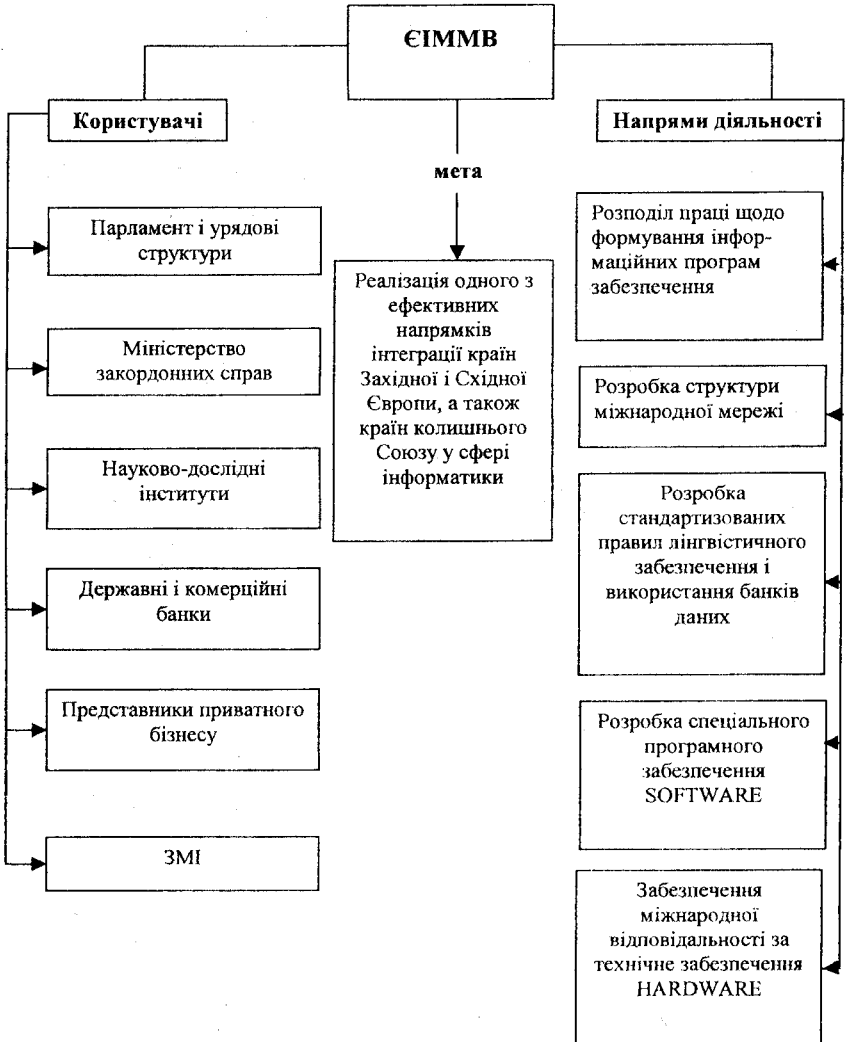 ЄІММВ
Користувачі
Напрями діяльності
мета
Парламент і урядові
структури
Міністерство
закордонних справ
Науково-дослідні
інститути
Державні і комерційні
банки
Представники приватного
бізнесу
ЗМІ
Реалізація одного з
ефективних
напрямків
інтеграції країн
Західної і Східної
Європи, а також
країн колишнього
Союзу у сфері
інформатики
Розподіл праці щодо
формування інфор-
маційних програм
забезпечення
Розробка структури
міжнародної мережі
Розробка
стандартизованих
правил лінгвістичного
забезпечення і
використання банків
даних
Розробка спеціального
програмного
забезпечення
SOFTWARE
Забезпечення
міжнародної
відповідальності за
технічне забезпечення
HARDWARE